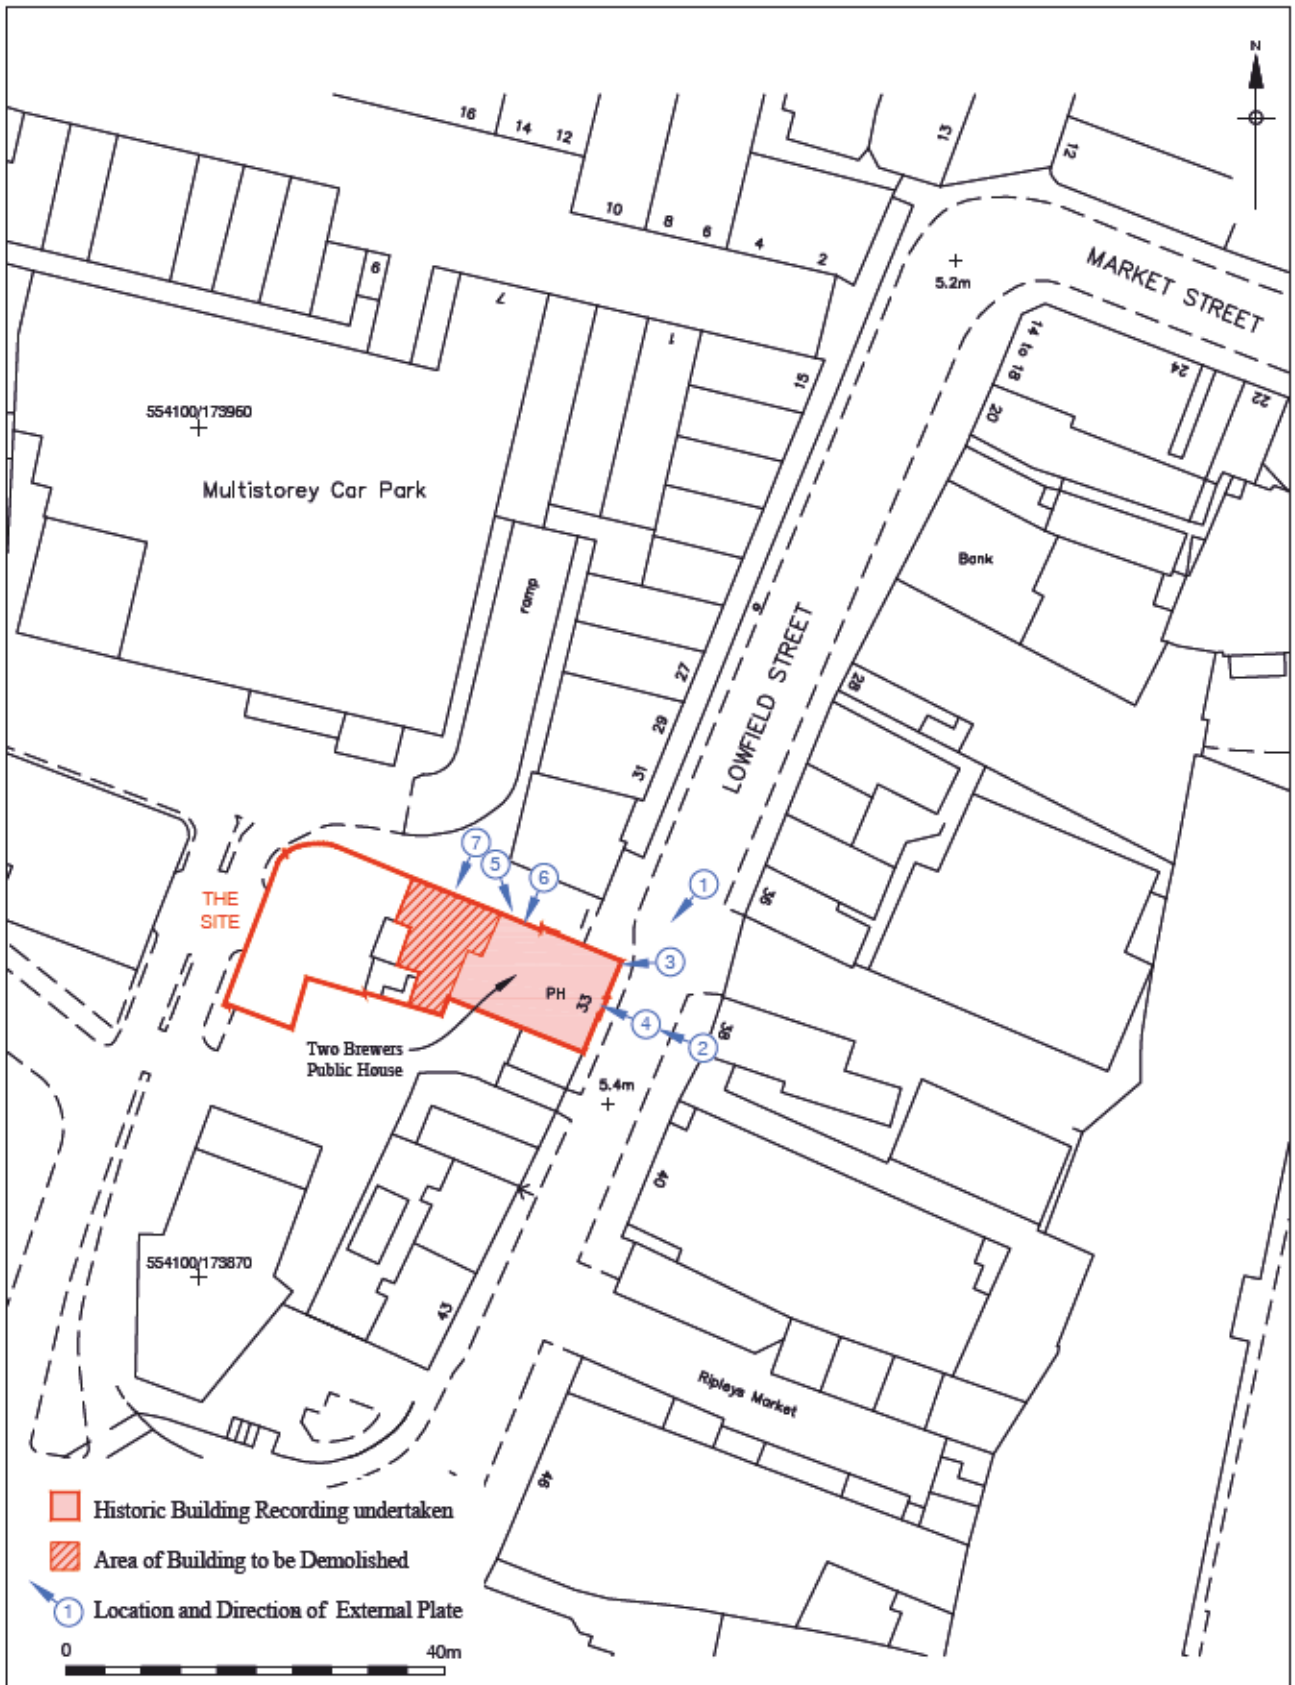 N
16
14
12
13
12
10
8
6
4
2
MARKET STREET
5.2m
9
7
1
15
14 to 18
24
22
20
554100/173960
Multistorey Car Park
Bank
ramp
9
LOWFIELD STREET
27
28
29
31
7
5
6
1
36
THE
SITE
3
PH
33
4
2
38
Two Brewers
Public House
5.4m
40
554100/173870
43
Ripleys Market
46
Historic Building Recording undertaken
Area of Building to be Demolished
1 Location and Direction of External Plate
0 40m